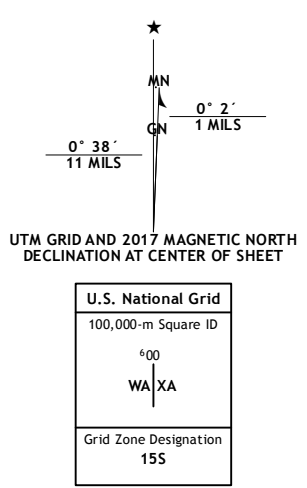 ★
MN
GN
0° 2´
1 MILS
0° 38´
11 MILS
UTM GRID AND 2017 MAGNETIC NORTH
DECLINATION AT CENTER OF SHEET
U.S. National Grid
100,000-m Square ID
⁶00
WA XA
Grid Zone Designation
15S